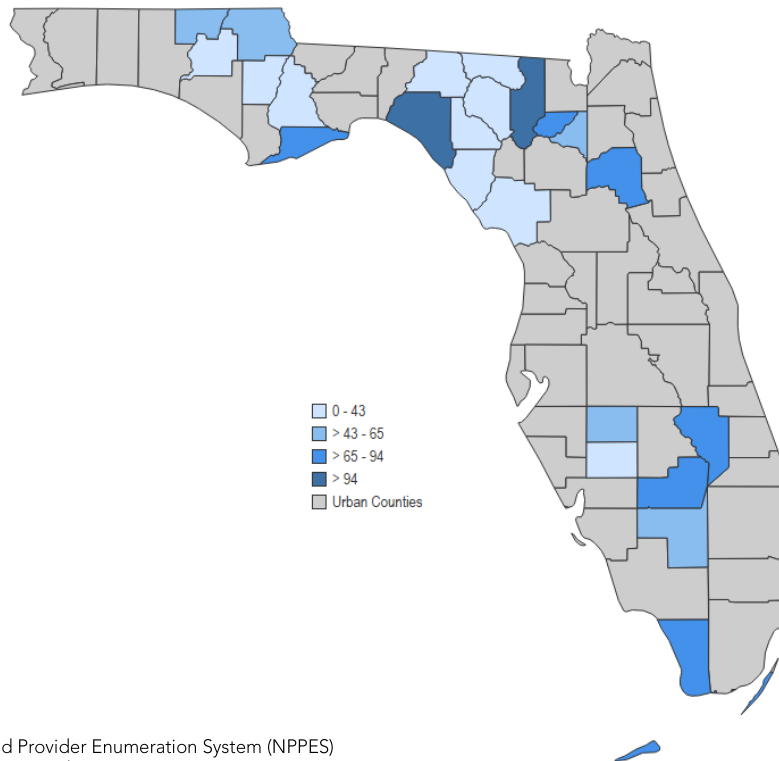 0 - 43
> 43 - 65
> 65 - 94
> 94
Urban Counties
d Provider Enumeration System (NPPES)